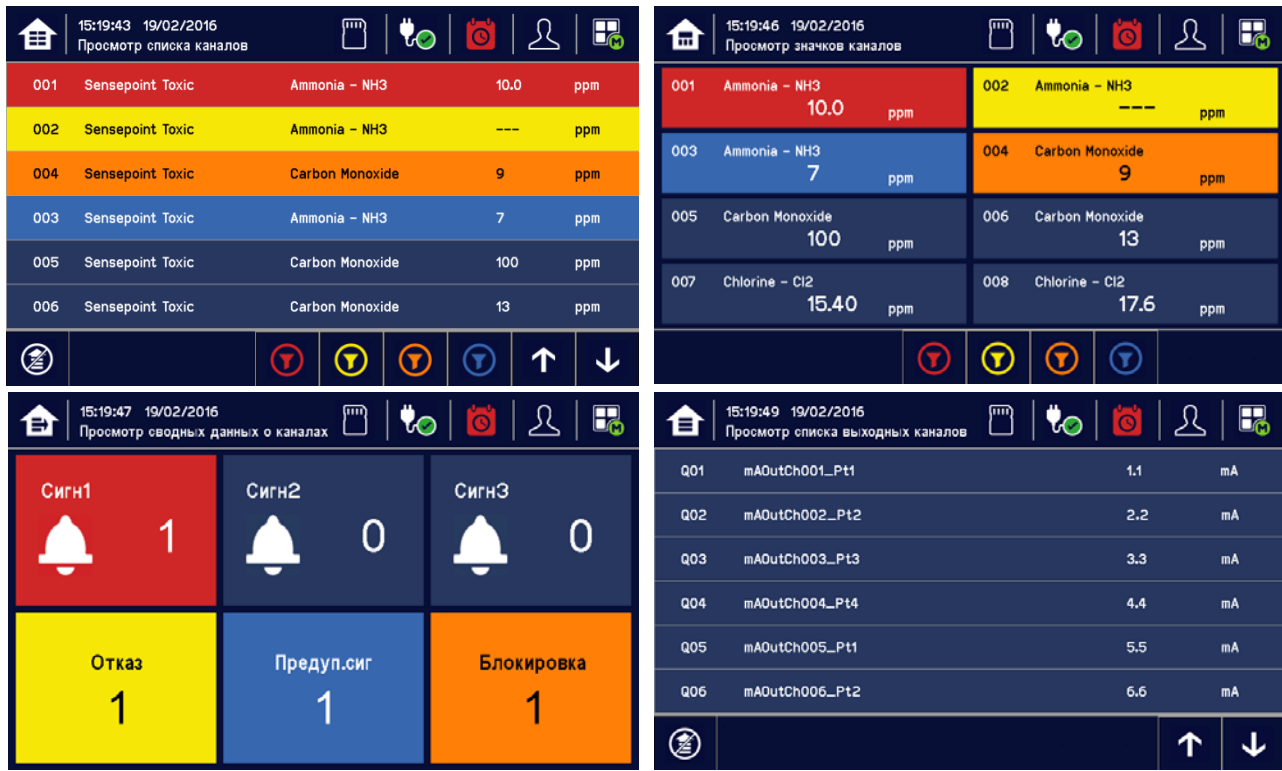 15:19:43 19/02/2016
Просмотр списка каналов
001 Sensepoint Toxic Ammonia - NH3 10.0 ppm
002 Sensepoint Toxic Ammonia - NH3 --- ppm
004 Sensepoint Toxic Carbon Monoxide 9 ppm
003 Sensepoint Toxic Ammonia - NH3 7 ppm
005 Sensepoint Toxic Carbon Monoxide 100 ppm
006 Sensepoint Toxic Carbon Monoxide 13 ppm
15:19:46 19/02/2016
Просмотр значков каналов
001 Ammonia - NH3
10.0 ppm
002 Ammonia - NH3
--- ppm
003 Ammonia - NH3
7 ppm
004 Carbon Monoxide
9 ppm
005 Carbon Monoxide
100 ppm
006 Carbon Monoxide
13 ppm
007 Chlorine - Cl2
15.40 ppm
008 Chlorine - Cl2
17.6 ppm
15:19:47 19/02/2016
Просмотр сводных данных о каналах
Сигн1
1
Сигн2
0
Сигн3
0
Отказ
1
Предуп.сиг
1
Блокировка
1
15:19:49 19/02/2016
Просмотр списка выходных каналов
Q01 mAOutCh001_Pt1 1.1 mA
Q02 mAOutCh002_Pt2 2.2 mA
Q03 mAOutCh003_Pt3 3.3 mA
Q04 mAOutCh004_Pt4 4.4 mA
Q05 mAOutCh005_Pt1 5.5 mA
Q06 mAOutCh006_Pt2 6.6 mA